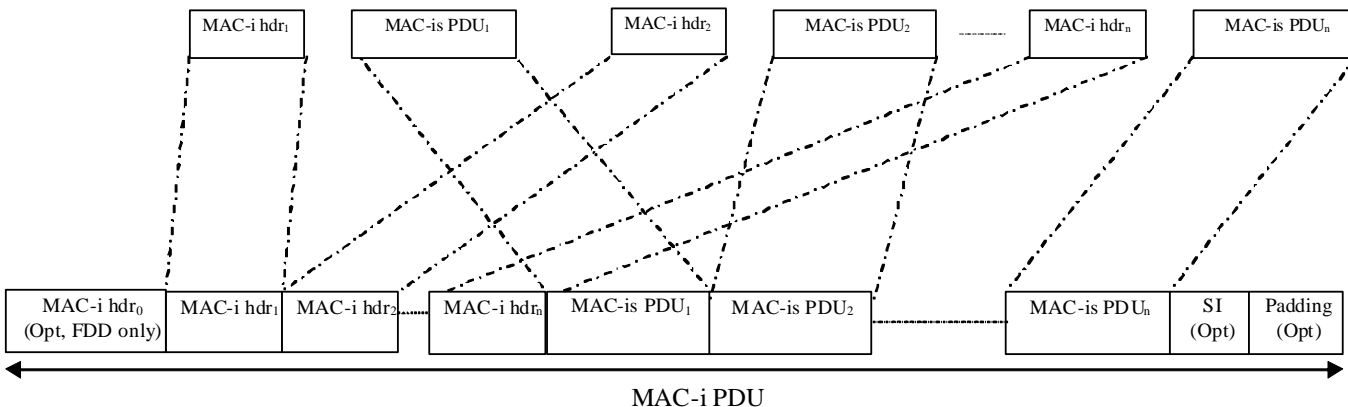 MAC-i hdr₁ MAC-is PDU₁ MAC-i hdr₂ MAC-is PDU₂ MAC-i hdrₙ MAC-is PDUₙ
MAC-i hdr₀ MAC-i hdr₁ MAC-i hdr₂ MAC-i hdrₙ MAC-is PDU₁ MAC-is PDU₂ MAC-is PDUₙ SI Padding
(Opt, FDD only) (Opt) (Opt)
MAC-i PDU